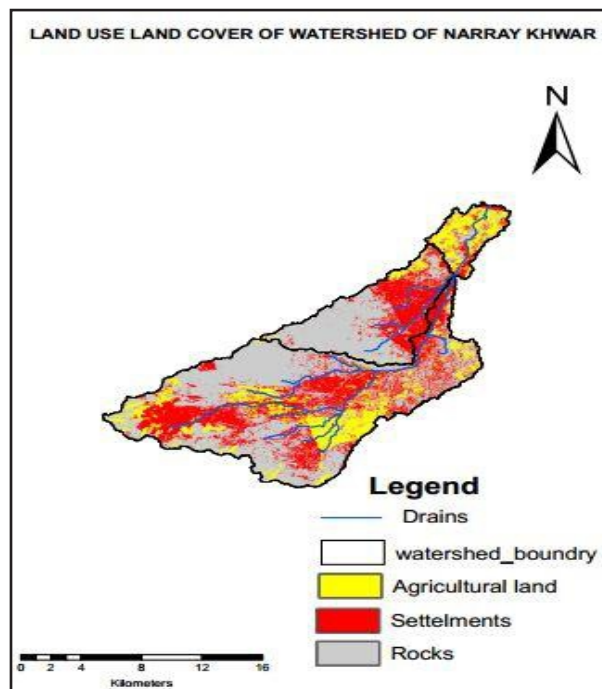 LAND USE LAND COVER OF WATERSHED OF NARRAY KHWAR
N
Legend
Drains
watershed_boundry
Agricultural land
Settelments
Rocks
0 2 4 8 12 16
Kilometers